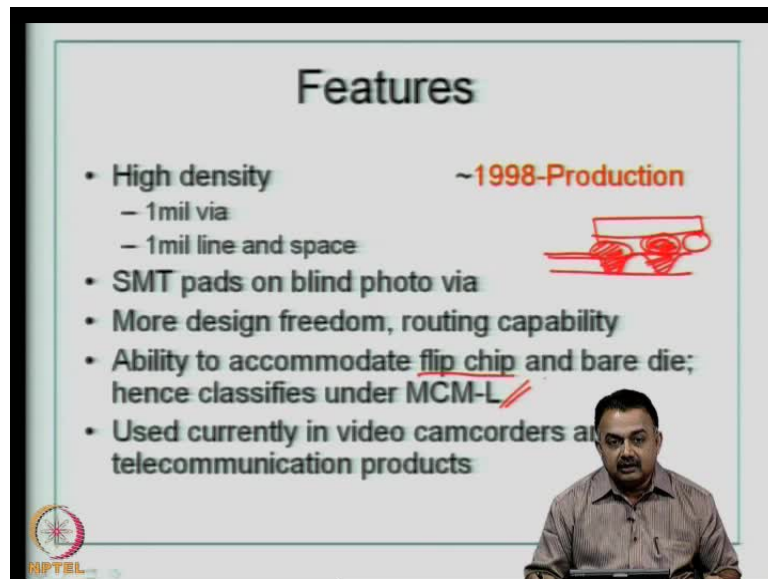 Features
• High density ~1998-Production
– 1mil via
– 1mil line and space
• SMT pads on blind photo via
• More design freedom, routing capability
• Ability to accommodate flip chip and bare die;
hence classifies under MCM-L
• Used currently in video camcorders
telecommunication products
NPTEL